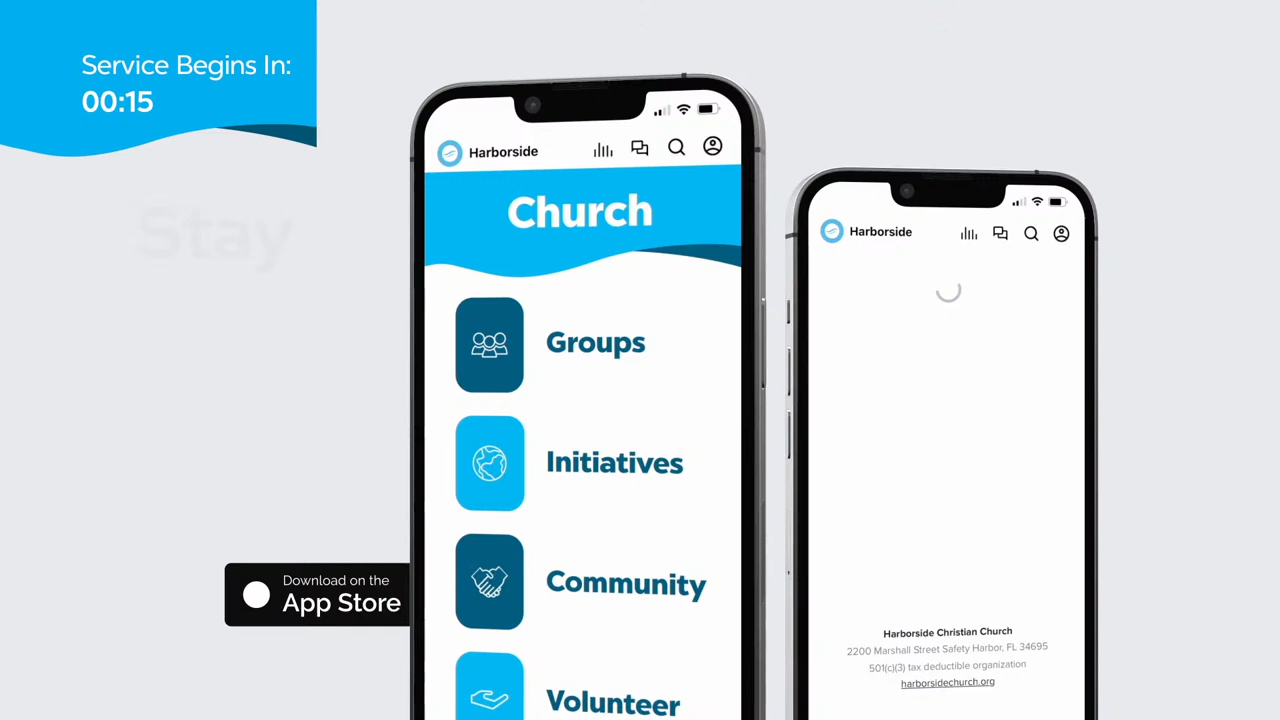 Service Begins In:
00:15
Stay
Harborside
Church
Groups
Initiatives
Community
Volunteer
Download on the
App Store
Harborside
Harborside Christian Church
2200 Marshall Street Safety Harbor, FL 34695
501(c)(3) tax deductible organization
harborsidechurch.org